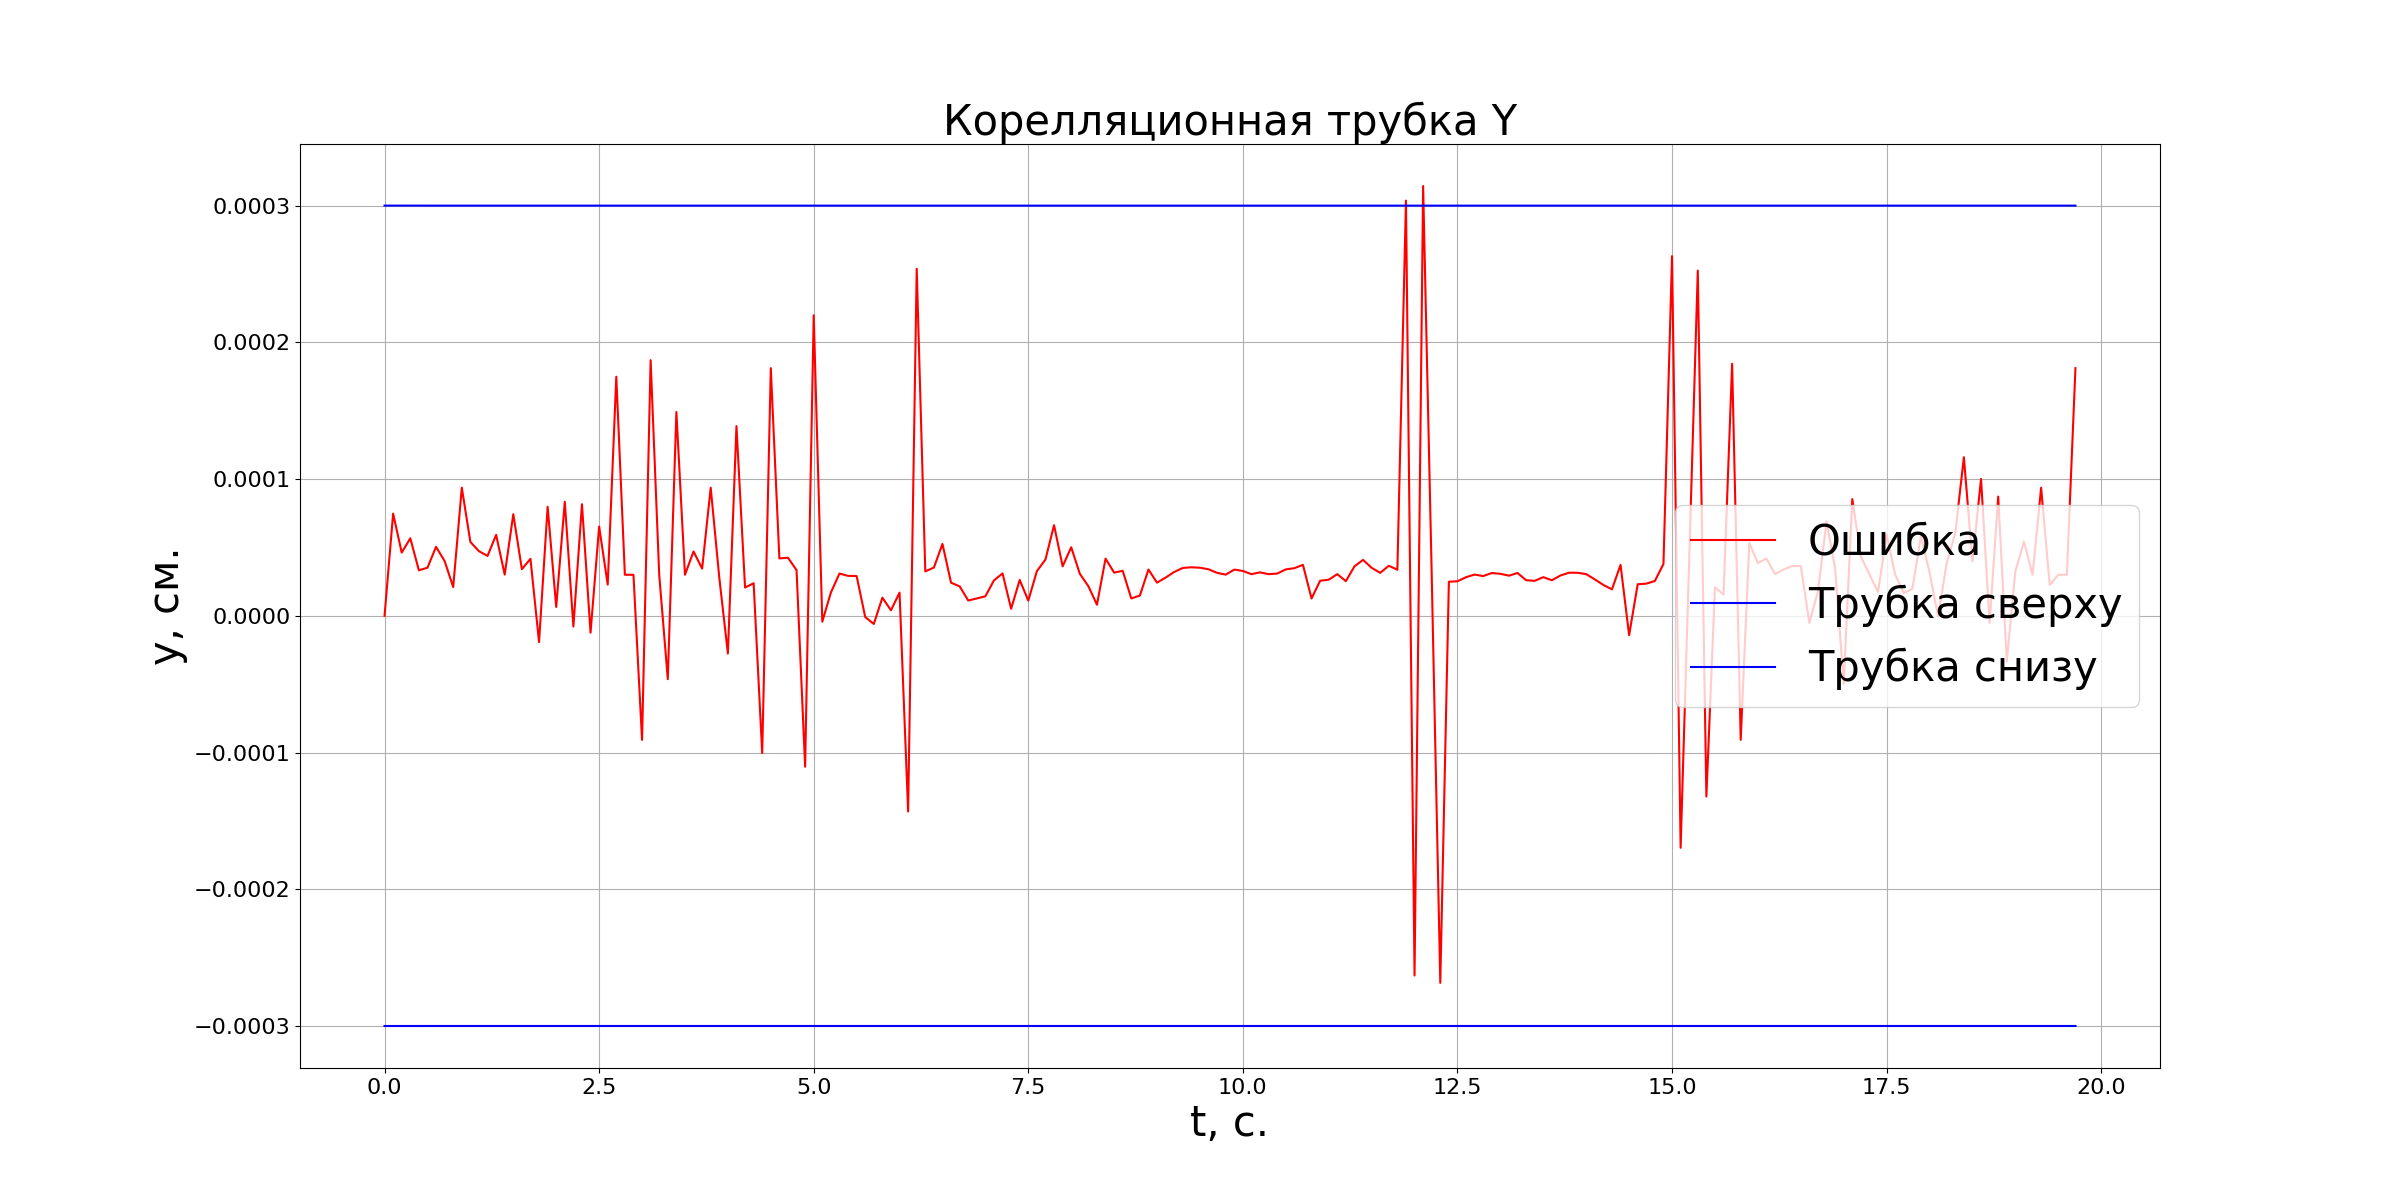 Корелляционная трубка Y
y, см.
0.0003
0.0002
0.0001
0.0000
−0.0001
−0.0002
−0.0003
Ошибка
Трубка сверху
Трубка снизу
0.0 2.5 5.0 7.5 10.0 12.5 15.0 17.5 20.0
t, с.